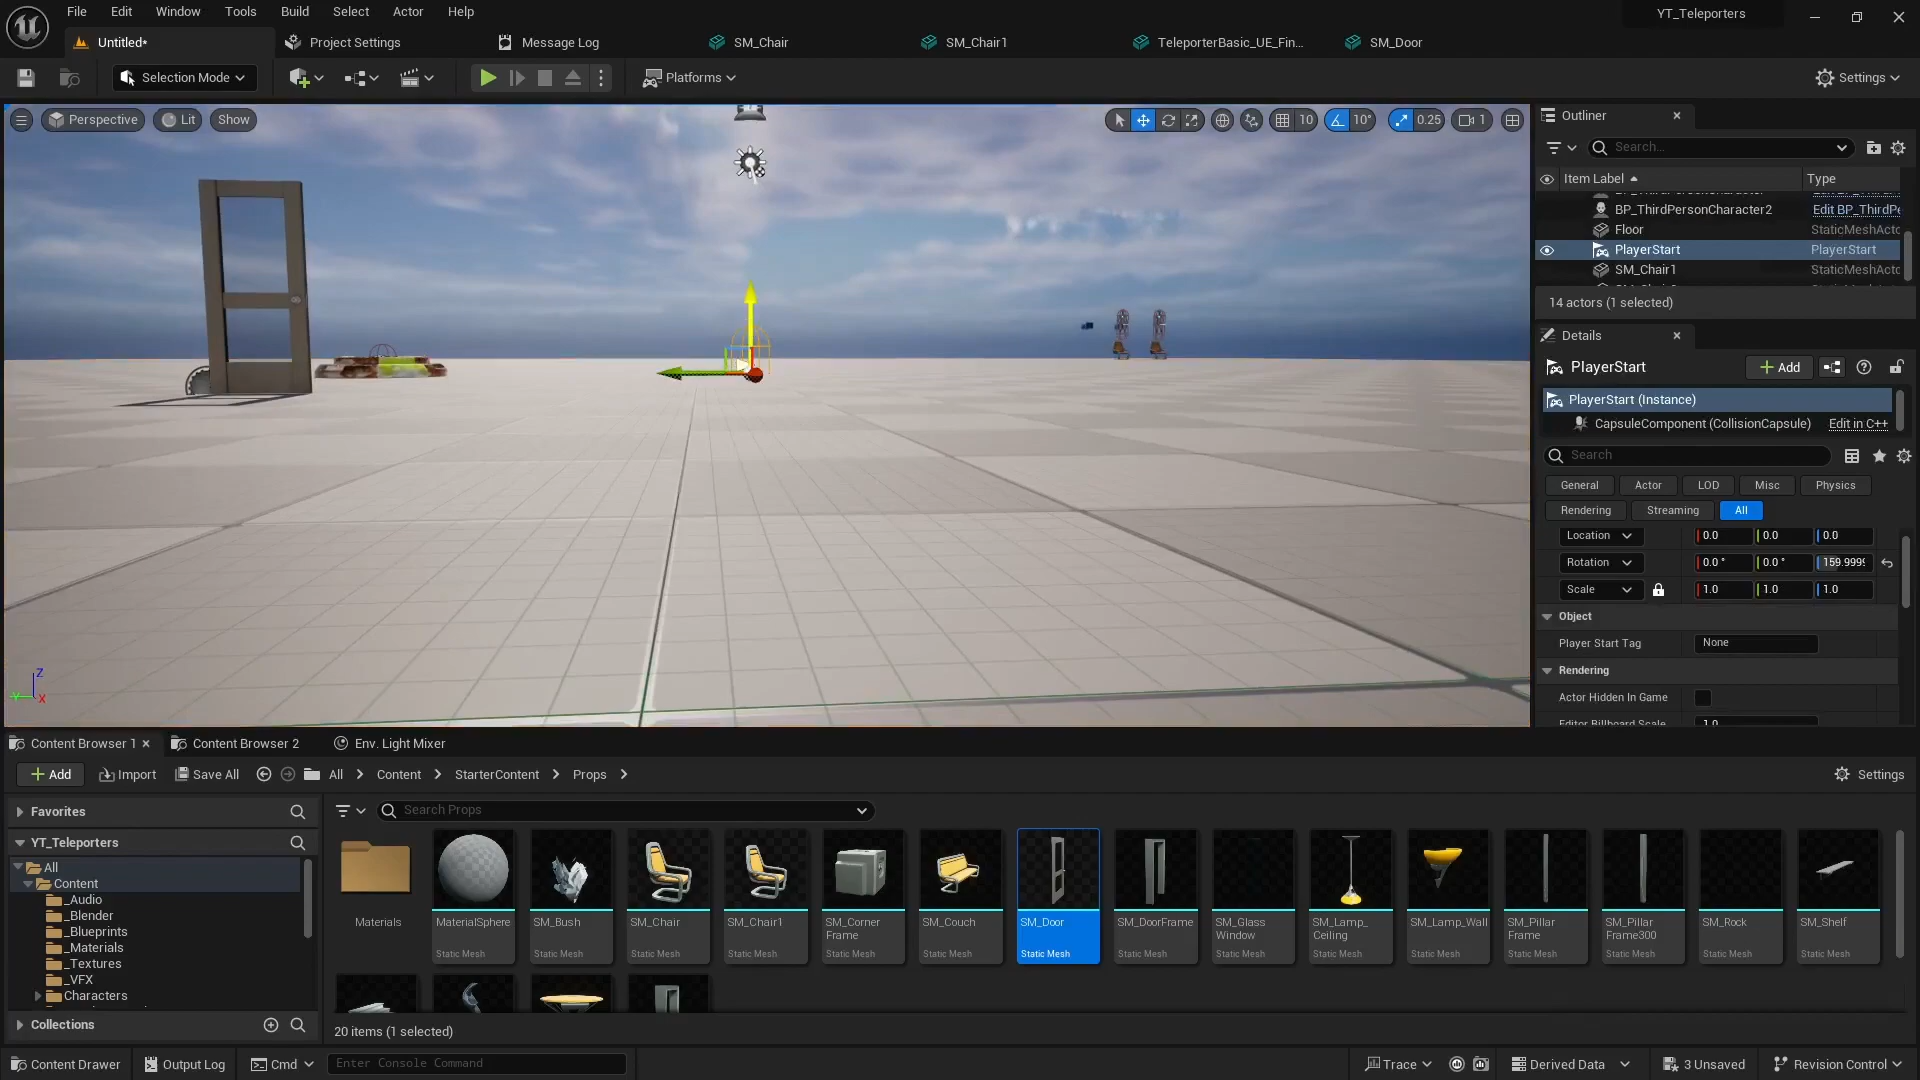 File Edit Window Tools Build Select Actor Help
YT_Teleporters
Untitled*
Project Settings
Message Log
SM_Chair
SM_Chair1
TeleporterBasic_UE_Fin...
SM_Door
Selection Mode
Platforms
Settings
Perspective
Lit
Show
10
10°
0.25
1
Outliner
Search...
Item Label
Type
BP_ThirdPersonCharacter2
Edit BP_ThirdPe
Floor
StaticMeshActo
PlayerStart
PlayerStart
SM_Chair1
StaticMeshActo
14 actors (1 selected)
Details
PlayerStart
Add
PlayerStart (Instance)
CapsuleComponent (CollisionCapsule)
Edit in C++
Search
General
Actor
LOD
Misc
Physics
Rendering
Streaming
All
Location
0.0
0.0
0.0
Rotation
0.0 °
0.0 °
159.9999
Scale
1.0
1.0
1.0
Object
Player Start Tag
None
Rendering
Actor Hidden In Game
Editor Billboard Scale
1.0
Z
Y
X
Content Browser 1
Content Browser 2
Env. Light Mixer
Add
Import
Save All
All
Content
StarterContent
Props
Settings
Favorites
Search Props
YT_Teleporters
All
Content
_Audio
_Blender
_Blueprints
_Materials
_Textures
_VFX
Characters
Collections
Materials
MaterialSphere
Static Mesh
SM_Bush
Static Mesh
SM_Chair
Static Mesh
SM_Chair1
Static Mesh
SM_Corner
Frame
Static Mesh
SM_Couch
Static Mesh
SM_Door
Static Mesh
SM_DoorFrame
Static Mesh
SM_Glass
Window
Static Mesh
SM_Lamp_
Ceiling
Static Mesh
SM_Lamp_Wall
Static Mesh
SM_Pillar
Frame
Static Mesh
SM_Pillar
Frame300
Static Mesh
SM_Rock
Static Mesh
SM_Shelf
Static Mesh
20 items (1 selected)
Content Drawer
Output Log
Cmd
Enter Console Command
Trace
Derived Data
3 Unsaved
Revision Control